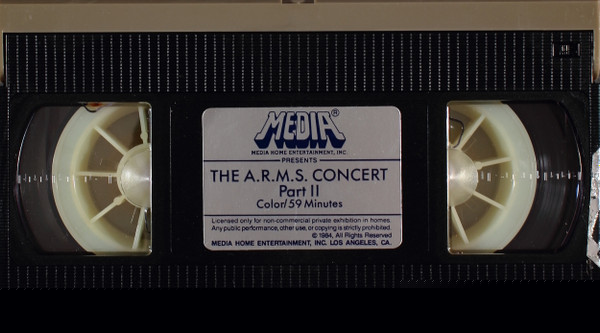 MEDIA®
MEDIA HOME ENTERTAINMENT, INC.
PRESENTS
THE A.R.M.S. CONCERT
Part II
Color/59 Minutes
Licensed only for non-commercial private exhibition in homes.
Any public performance, other use, or copying is strictly prohibited.
© 1984, All Rights Reserved
MEDIA HOME ENTERTAINMENT, INC. LOS ANGELES, CA.